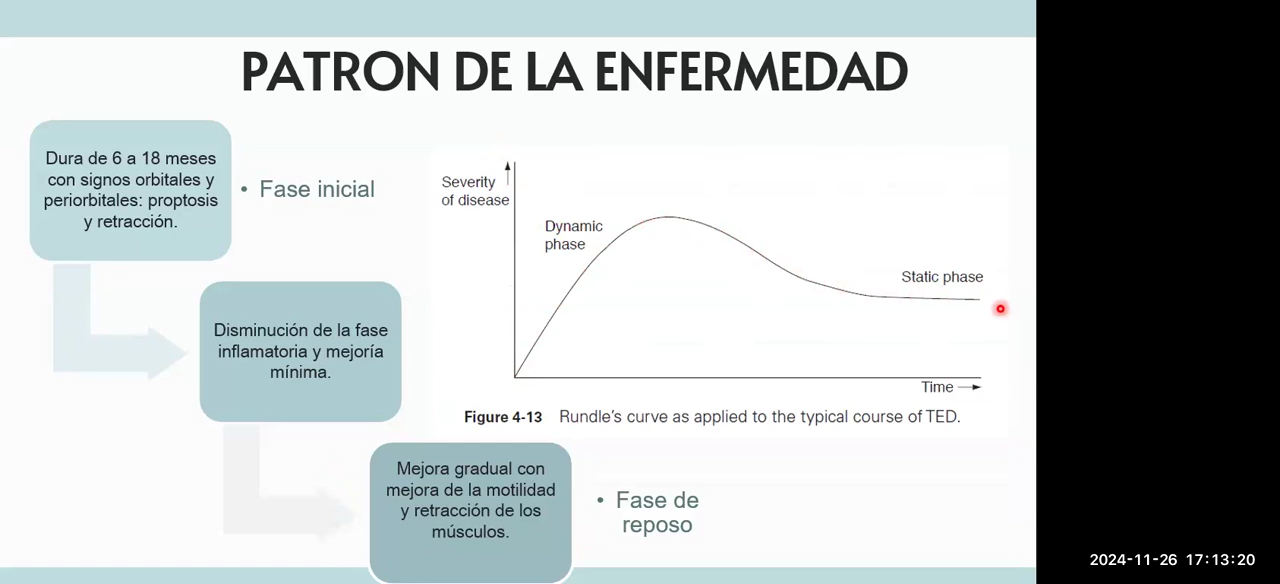 PATRON DE LA ENFERMEDAD
Dura de 6 a 18 meses
con signos orbitales y
periorbitales: proptosis
y retracción.
• Fase inicial
Disminución de la fase
inflamatoria y mejoría
mínima.
Mejora gradual con
mejora de la motilidad
y retracción de los
músculos.
• Fase de
reposo
Severity
of disease
Dynamic
phase
Static phase
Time
Figure 4-13 Rundle's curve as applied to the typical course of TED.
2024-11-26 17:13:20